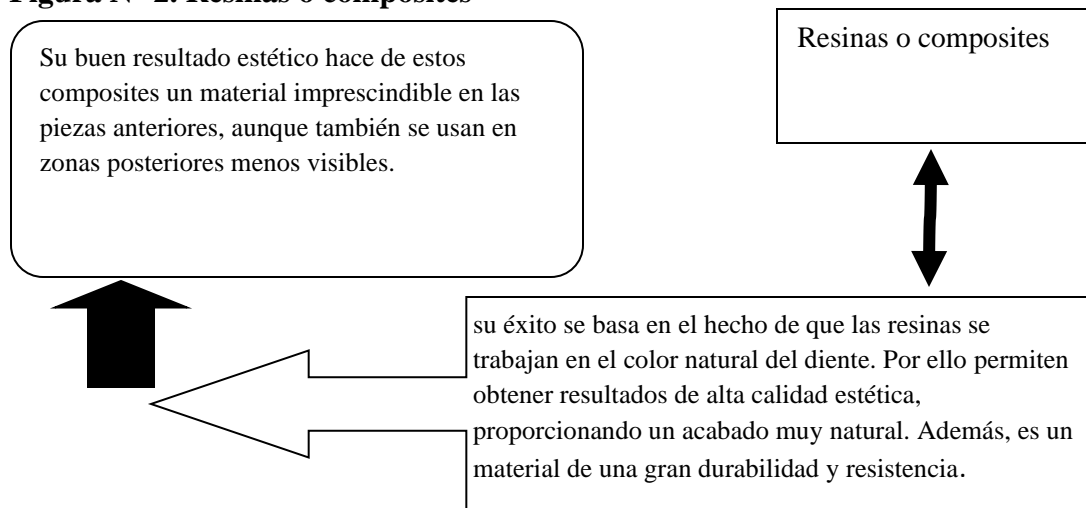 Figura N° 2. Resinas o composites
Su buen resultado estético hace de estos
composites un material imprescindible en las
piezas anteriores, aunque también se usan en
zonas posteriores menos visibles.
Resinas o composites
su éxito se basa en el hecho de que las resinas se
trabajan en el color natural del diente. Por ello permiten
obtener resultados de alta calidad estética,
proporcionando un acabado muy natural. Además, es un
material de una gran durabilidad y resistencia.